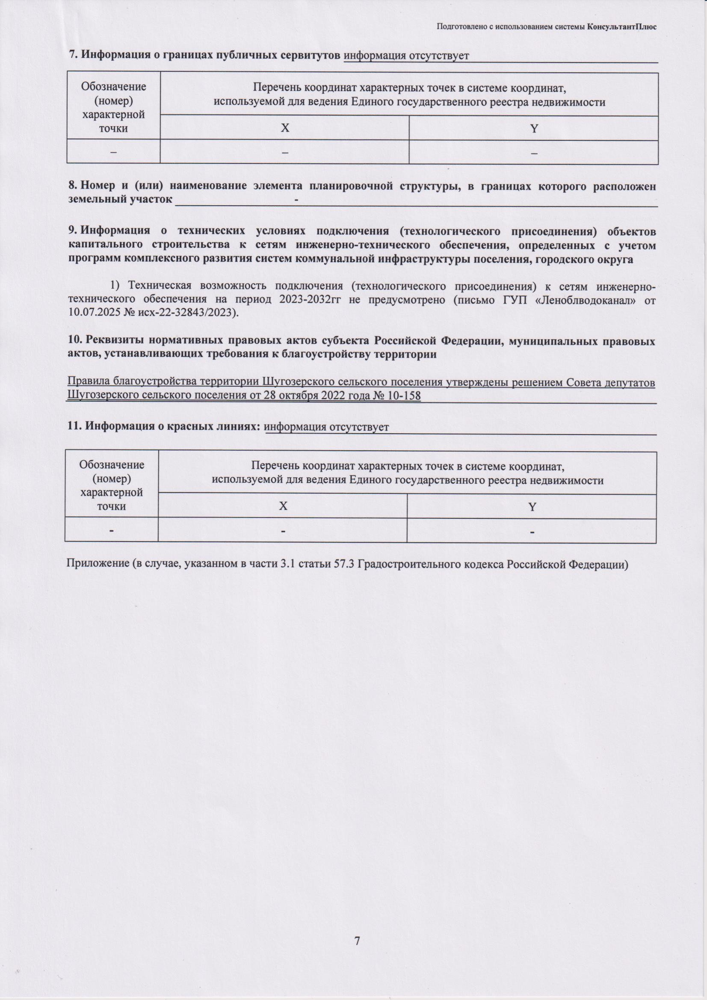 Подготовлено с использованием системы КонсультантПлюс
7. Информация о границах публичных сервитутов информация отсутствует
Обозначение
(номер)
характерной
точки
Перечень координат характерных точек в системе координат,
используемой для ведения Единого государственного реестра недвижимости
X
Y
–
–
–
8. Номер и (или) наименование элемента планировочной структуры, в границах которого расположен
земельный участок -
9. Информация о технических условиях подключения (технологического присоединения) объектов
капитального строительства к сетям инженерно-технического обеспечения, определенных с учетом
программ комплексного развития систем коммунальной инфраструктуры поселения, городского округа
1) Техническая возможность подключения (технологического присоединения) к сетям инженерно-
технического обеспечения на период 2023-2032гг не предусмотрено (письмо ГУП «Леноблводоканал» от
10.07.2025 № исх-22-32843/2023).
10. Реквизиты нормативных правовых актов субъекта Российской Федерации, муниципальных правовых
актов, устанавливающих требования к благоустройству территории
Правила благоустройства территории Шугозерского сельского поселения утверждены решением Совета депутатов
Шугозерского сельского поселения от 28 октября 2022 года № 10-158
11. Информация о красных линиях: информация отсутствует
Обозначение
(номер)
характерной
точки
Перечень координат характерных точек в системе координат,
используемой для ведения Единого государственного реестра недвижимости
X
Y
-
-
-
Приложение (в случае, указанном в части 3.1 статьи 57.3 Градостроительного кодекса Российской Федерации)
7